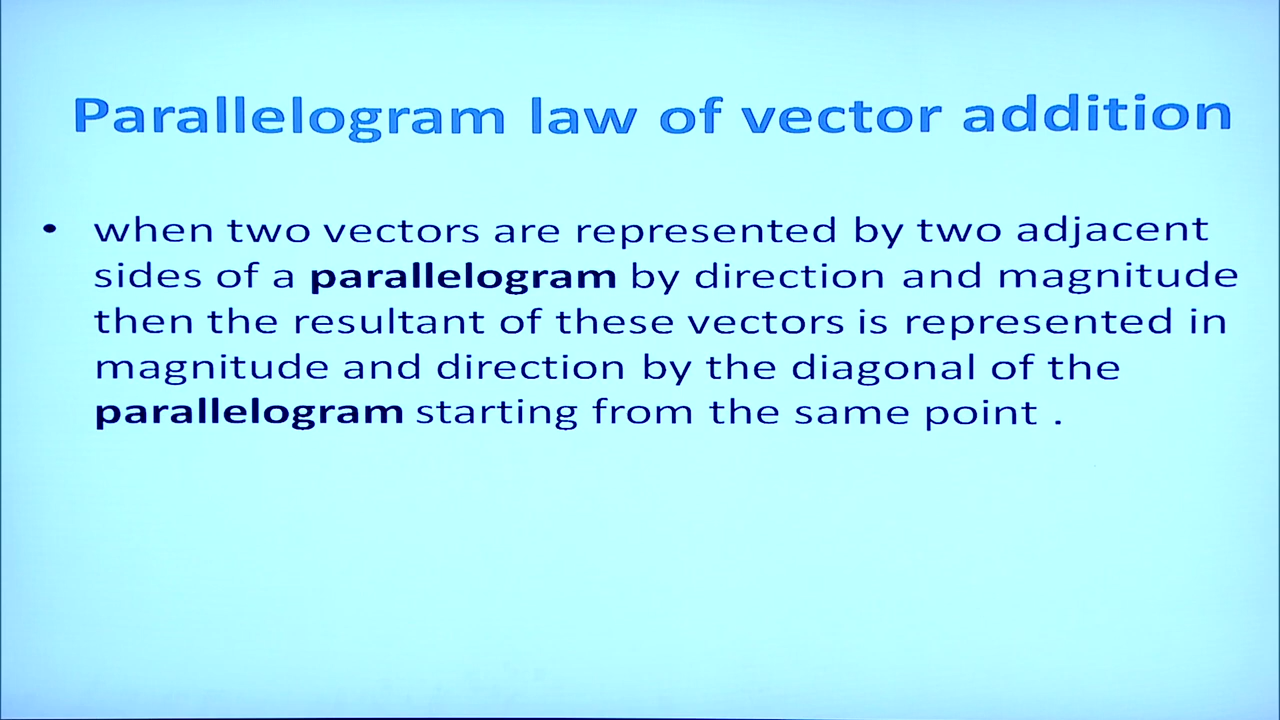 Parallelogram law of vector addition
• when two vectors are represented by two adjacent
sides of a parallelogram by direction and magnitude
then the resultant of these vectors is represented in
magnitude and direction by the diagonal of the
parallelogram starting from the same point .